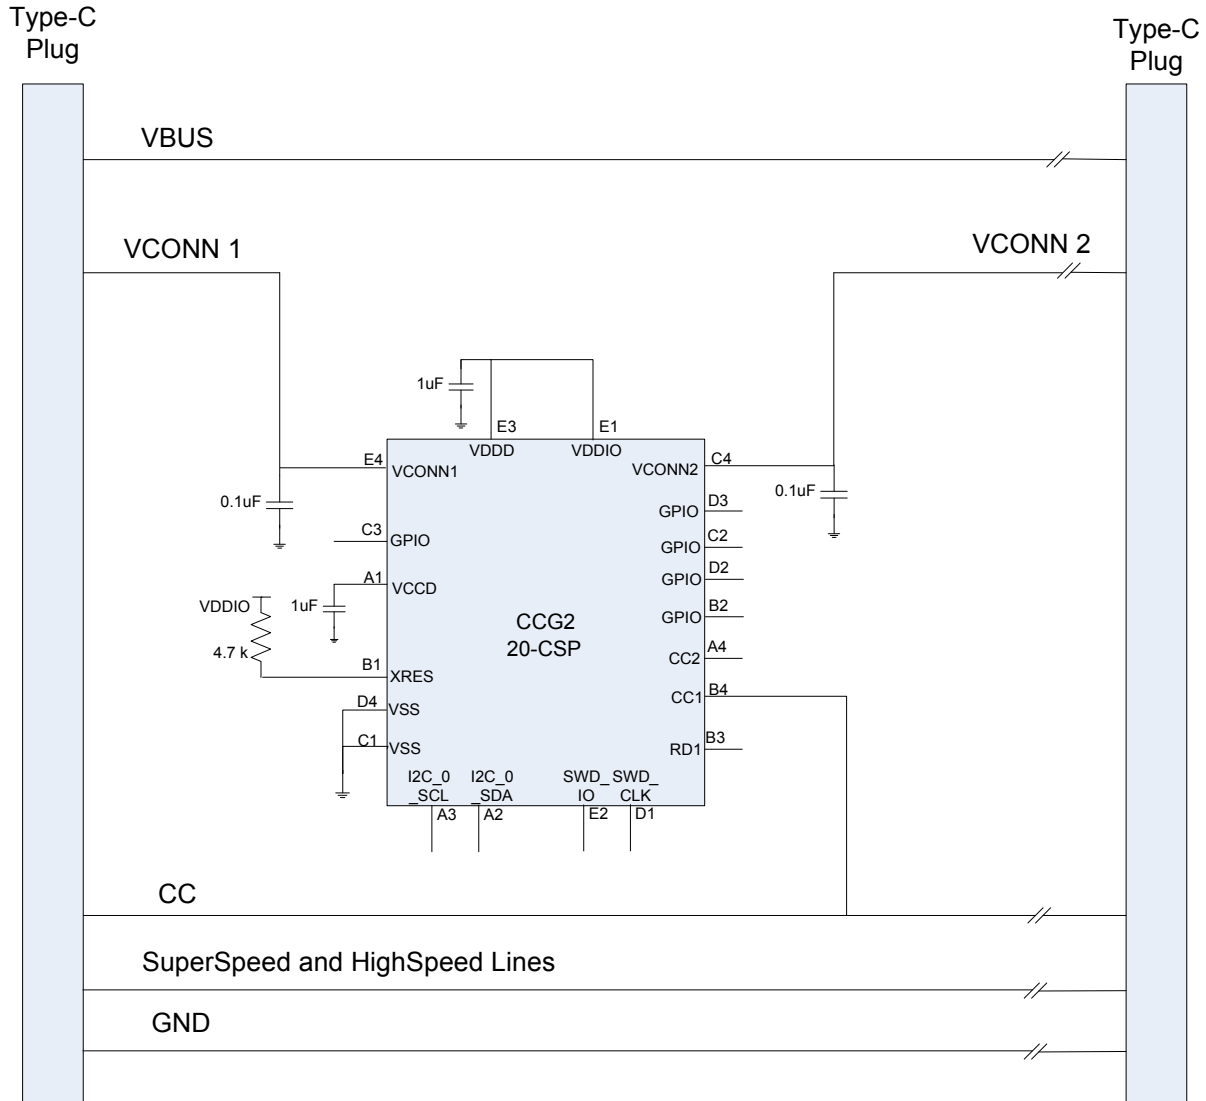 Type-C
Plug
Type-C
Plug
VBUS
VCONN 1
VCONN 2
1uF
E3
E1
VDDD
VDDIO
E4
VCONN1
VCONN2
C4
0.1uF
0.1uF
D3
GPIO
C3
GPIO
C2
GPIO
A1
VCCD
D2
GPIO
VDDIO
1uF
B2
GPIO
CCG2
20-CSP
4.7 k
A4
CC2
B1
XRES
B4
CC1
D4
VSS
C1
VSS
B3
RD1
I2C_0
_SCL
I2C_0
_SDA
SWD_
IO
SWD_
CLK
A3
A2
E2
D1
CC
SuperSpeed and HighSpeed Lines
GND